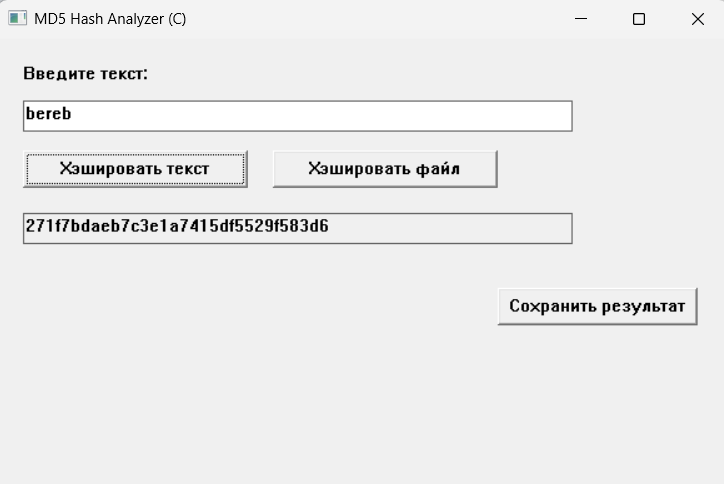 MD5 Hash Analyzer (C)
Введите текст:
bereb
Хэшировать текст
Хэшировать файл
271f7bdaeb7c3e1a7415df5529f583d6
Сохранить результат